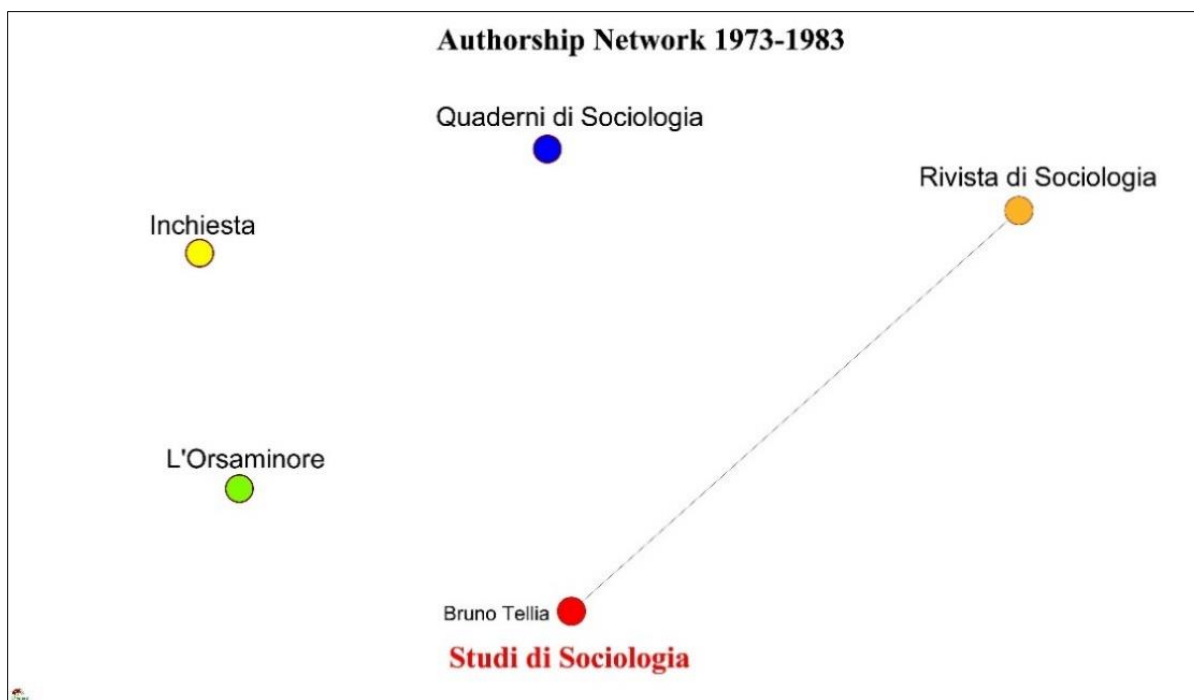 Authorship Network 1973-1983
Quaderni di Sociologia
Rivista di Sociologia
Inchiesta
L'Orsaminore
Bruno Tellia
Studi di Sociologia